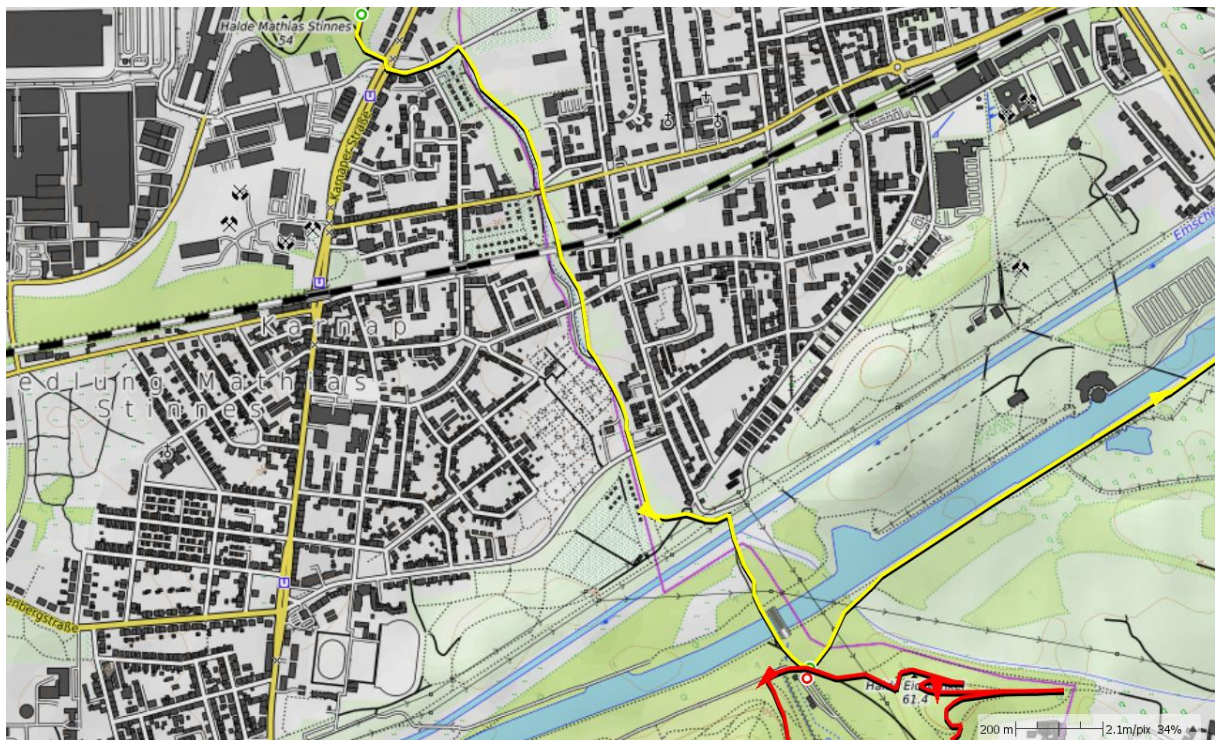 Halde Mathias Stinnes
54
Karnaper Straße
U
U
Karnap
edlung Mathias
Stinnes
Emsche
U
enbergstraße
61.4
200 m
2.1m/pix 34%